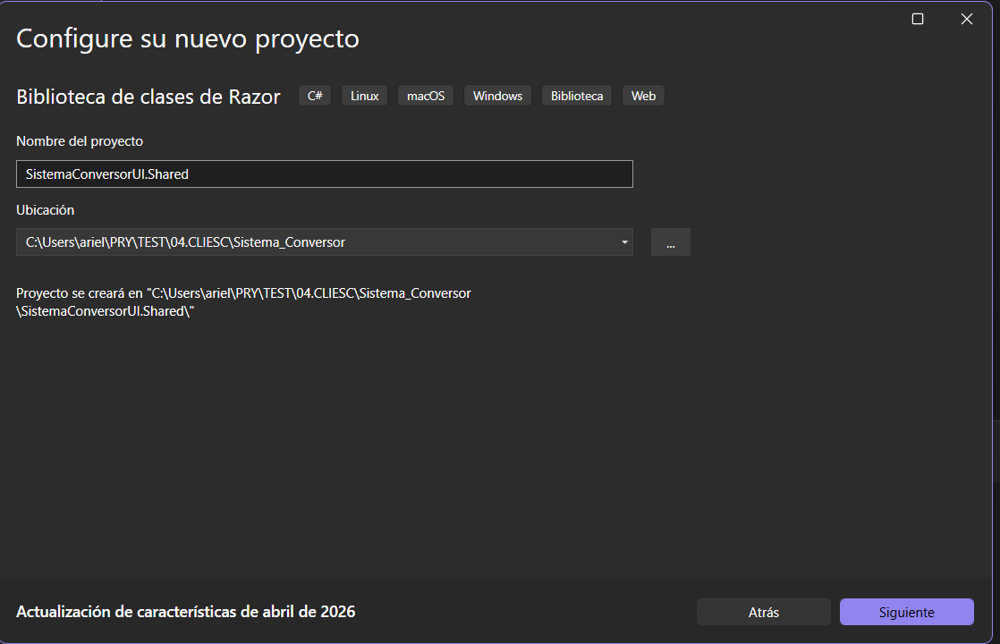 Configure su nuevo proyecto
Biblioteca de clases de Razor C# Linux macOS Windows Biblioteca Web
Nombre del proyecto
SistemaConversorUI.Shared
Ubicación
C:\Users\ariel\PRY\TEST\04.CLIESC\Sistema_Conversor ...
Proyecto se creará en "C:\Users\ariel\PRY\TEST\04.CLIESC\Sistema_Conversor
\SistemaConversorUI.Shared\"
Actualización de características de abril de 2026 Atrás Siguiente